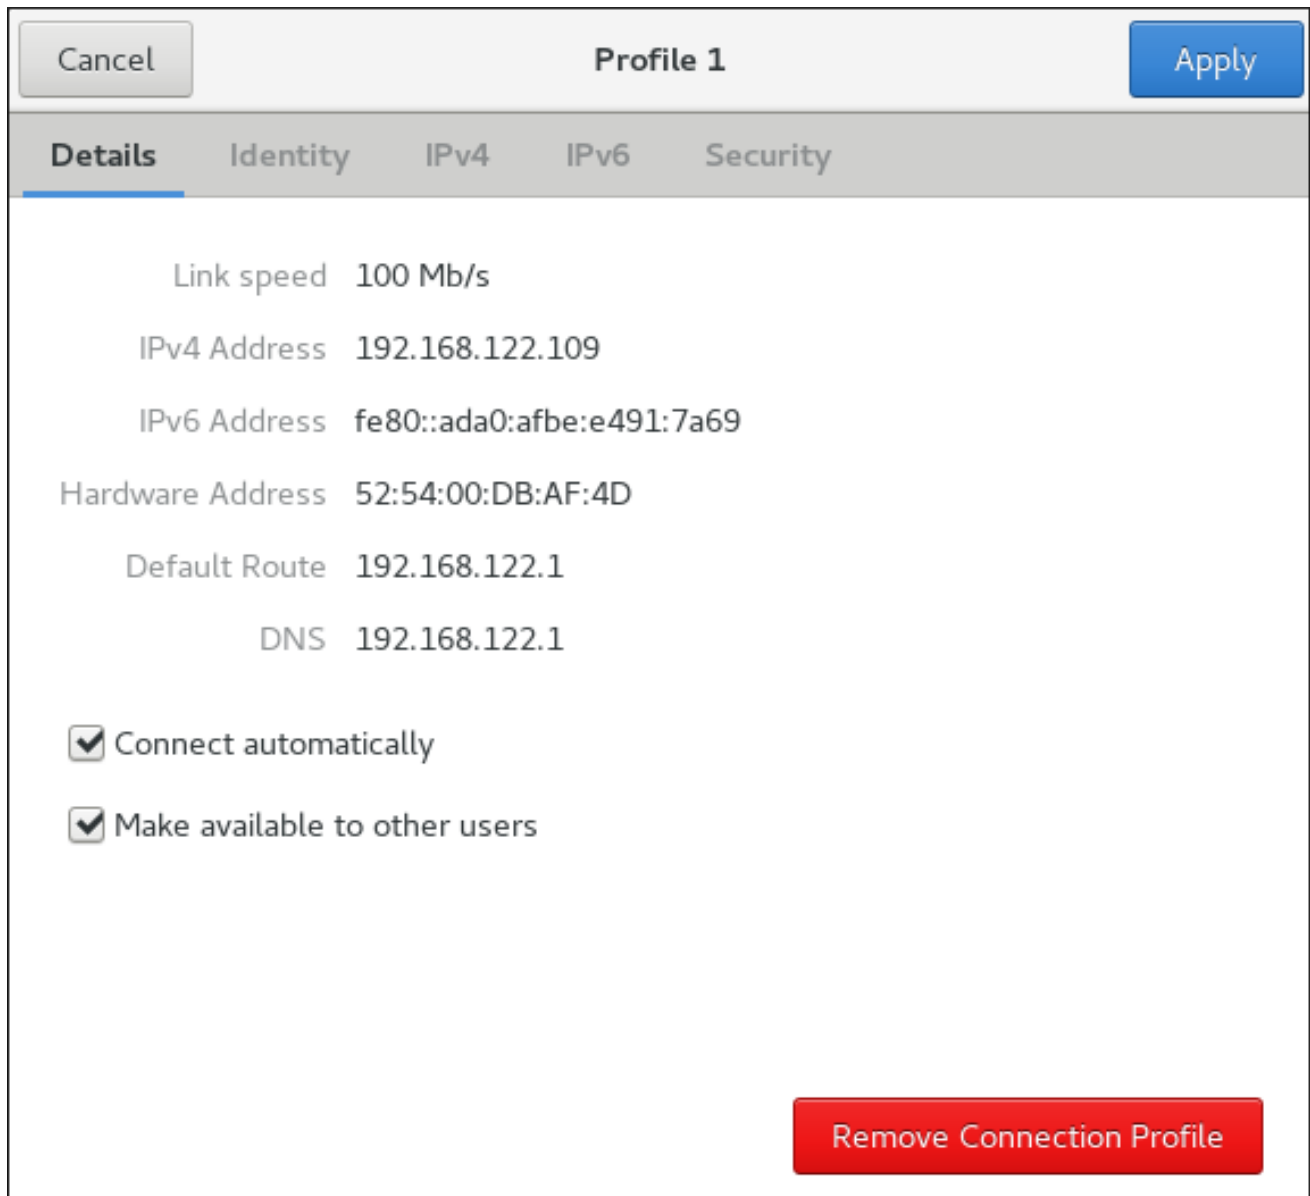 Cancel Profile 1 Apply
Details Identity IPv4 IPv6 Security
Link speed 100 Mb/s
IPv4 Address 192.168.122.109
IPv6 Address fe80::ada0:afbe:e491:7a69
Hardware Address 52:54:00:DB:AF:4D
Default Route 192.168.122.1
DNS 192.168.122.1
Connect automatically
Make available to other users
Remove Connection Profile